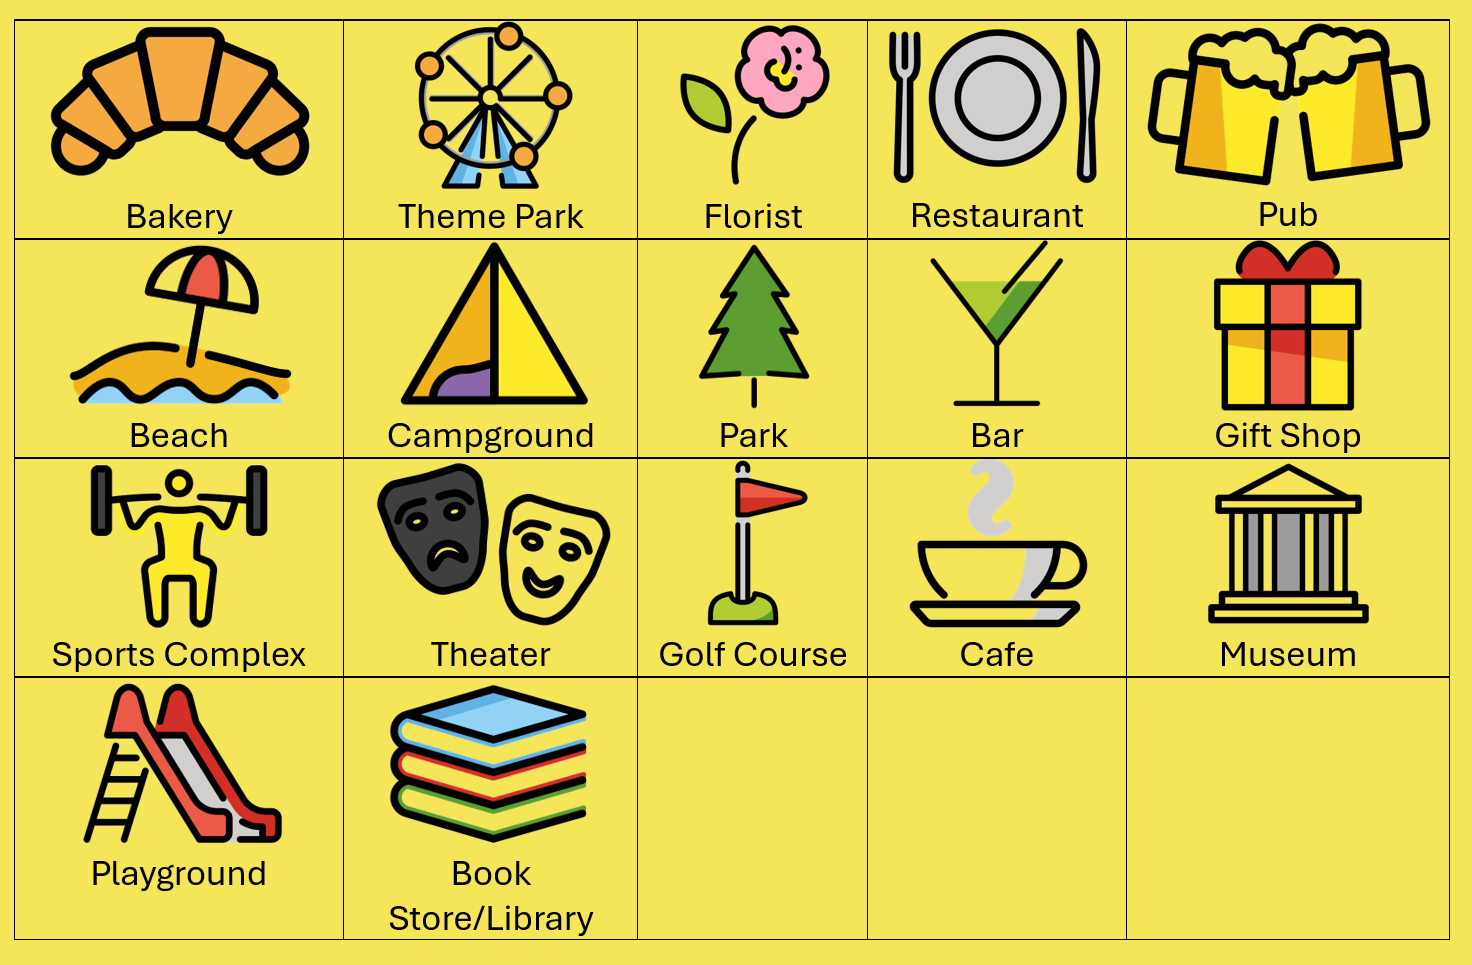 Bakery
Theme Park
Florist
Restaurant
Pub
Beach
Campground
Park
Bar
Gift Shop
Sports Complex
Theater
Golf Course
Cafe
Museum
Playground
Book
Store/Library